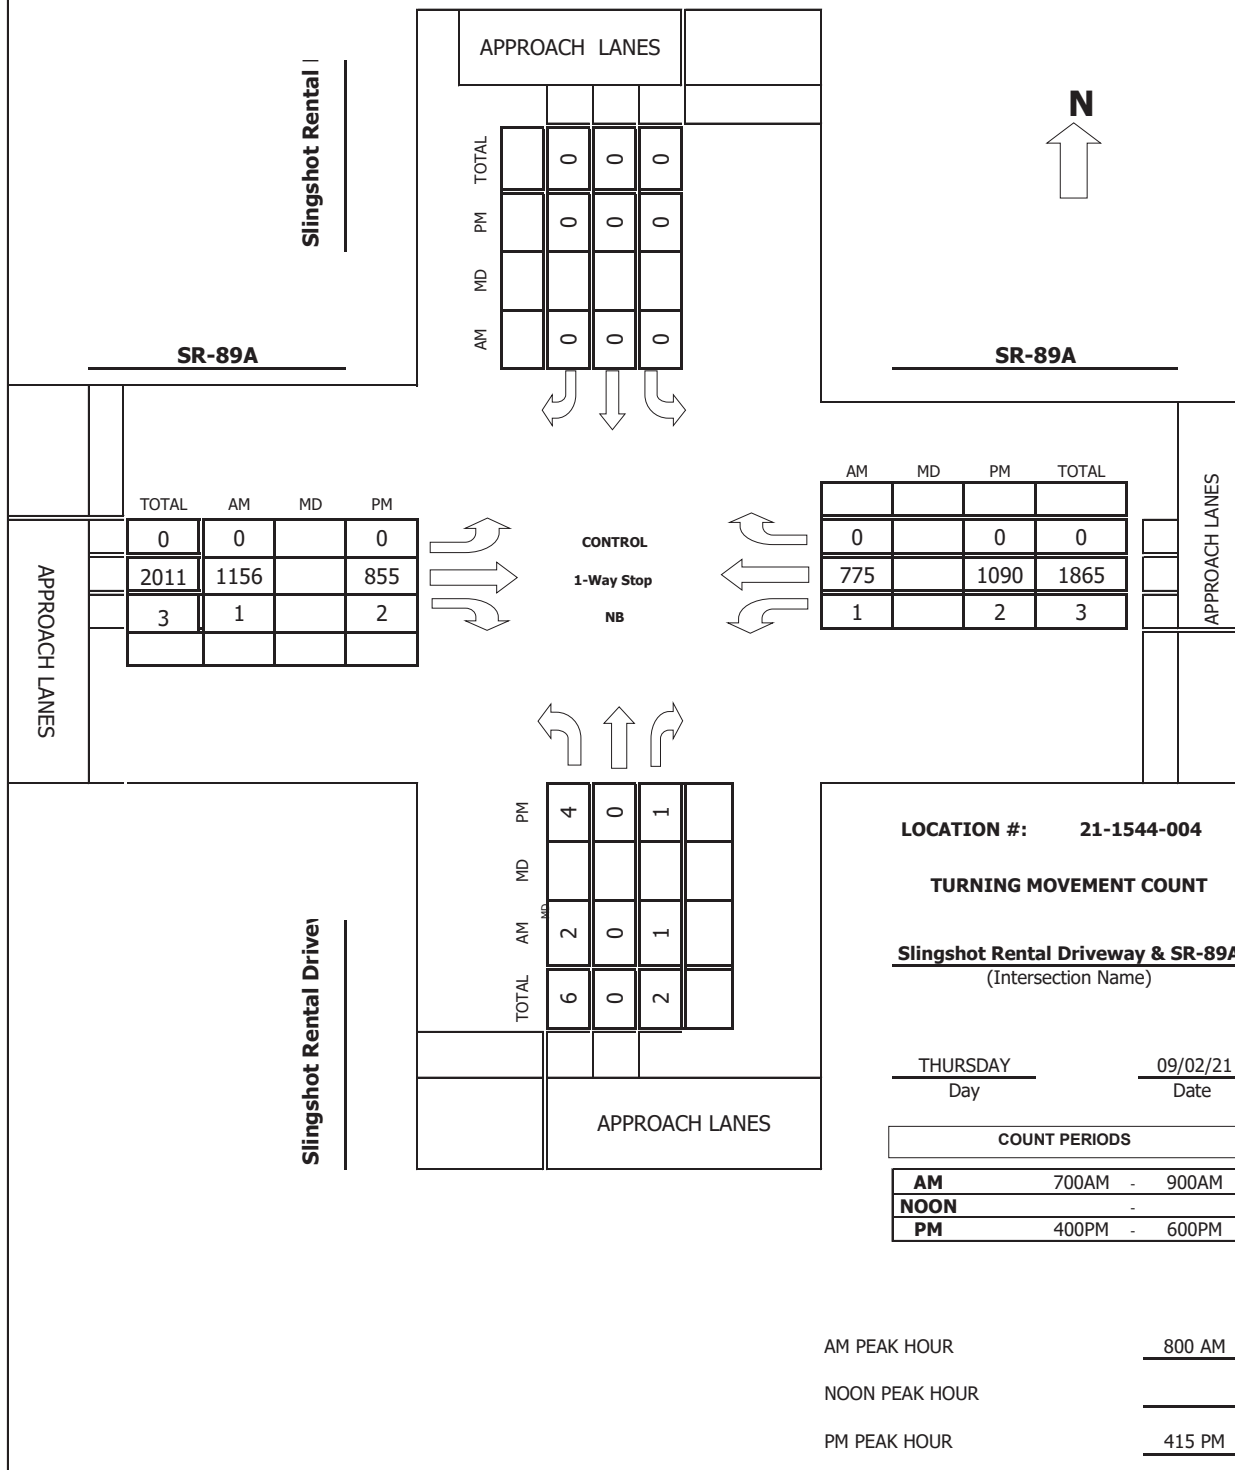 APPROACH LANES
Slingshot Rental
N
TOTAL 0 0 0
PM 0 0 0
MD
AM 0 0 0
SR-89A
SR-89A
TOTAL AM MD PM
0 0 0
2011 1156 855
3 1 2
APPROACH LANES
CONTROL
1-Way Stop
NB
AM MD PM TOTAL
0 0 0
775 1090 1865
1 2 3
APPROACH LANES
PM 4 0 1
MD
MD
AM 2 0 1
TOTAL 6 0 2
APPROACH LANES
Slingshot Rental Drivew
LOCATION #: 21-1544-004
TURNING MOVEMENT COUNT
Slingshot Rental Driveway & SR-89A
(Intersection Name)
THURSDAY 09/02/21
Day Date
COUNT PERIODS
AM 700AM - 900AM
NOON -
PM 400PM - 600PM
AM PEAK HOUR 800 AM
NOON PEAK HOUR
PM PEAK HOUR 415 PM